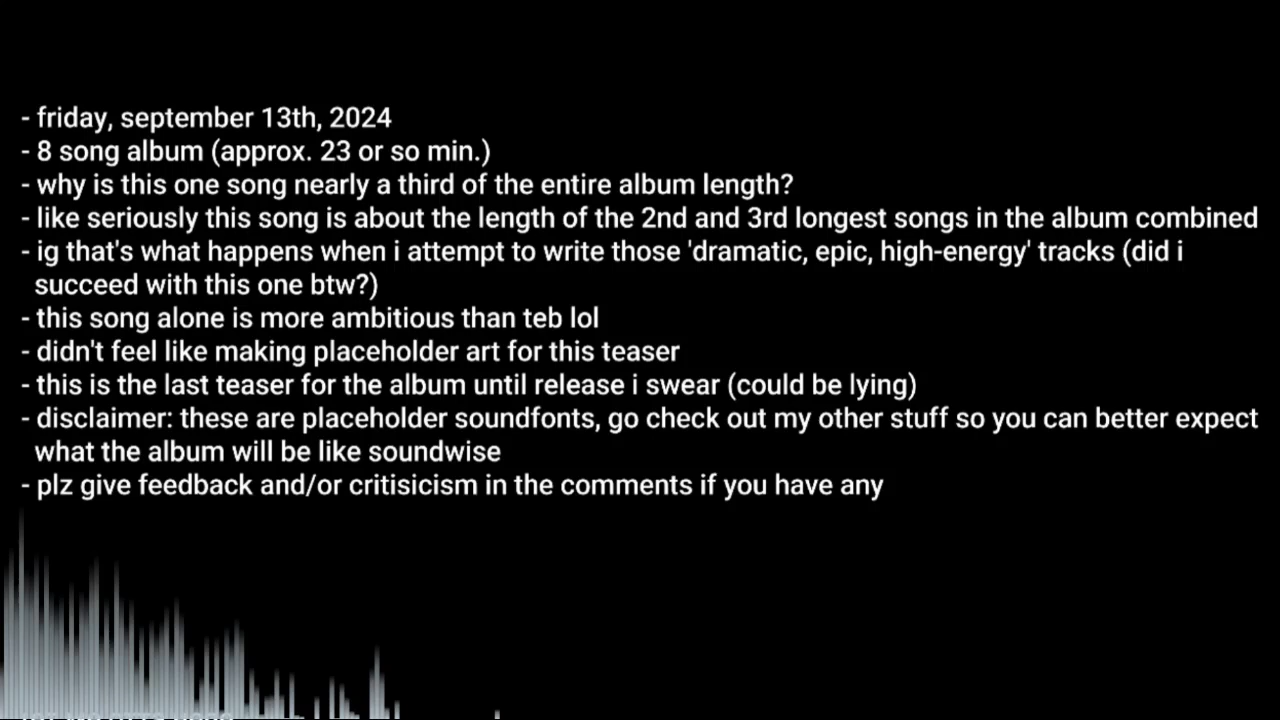 - friday, september 13th, 2024
- 8 song album (approx. 23 or so min.)
- why is this one song nearly a third of the entire album length?
- like seriously this song is about the length of the 2nd and 3rd longest songs in the album combined
- ig that's what happens when i attempt to write those 'dramatic, epic, high-energy' tracks (did i
succeed with this one btw?)
- this song alone is more ambitious than teb lol
- didn't feel like making placeholder art for this teaser
- this is the last teaser for the album until release i swear (could be lying)
- disclaimer: these are placeholder soundfonts, go check out my other stuff so you can better expect
what the album will be like soundwise
- plz give feedback and/or critisicism in the comments if you have any